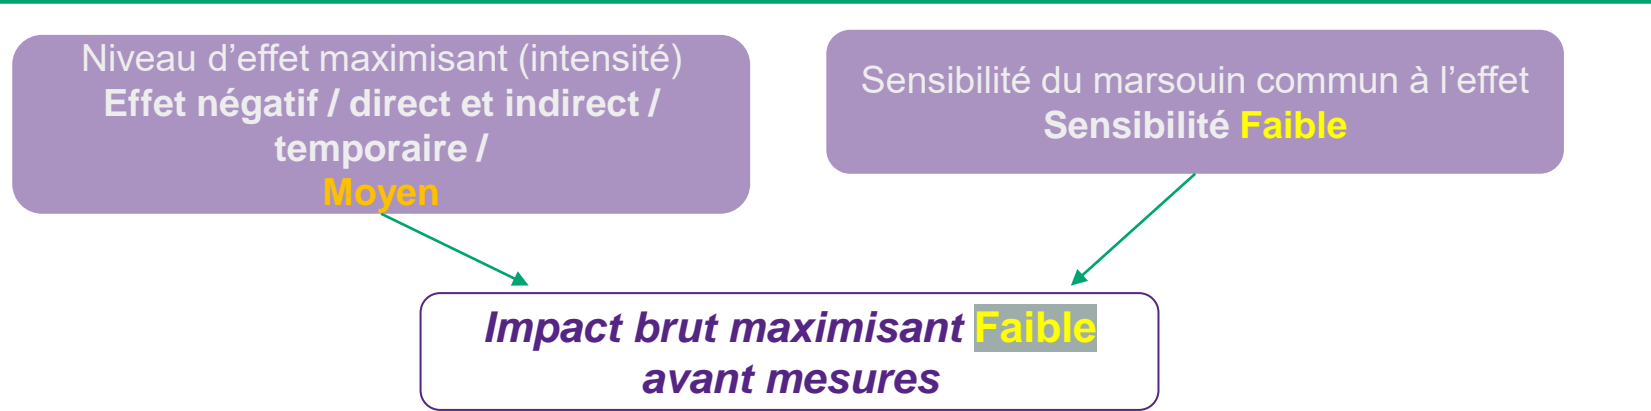 Niveau d’effet maximisant (intensité)
Effet négatif / direct et indirect /
temporaire /
Moyen
Sensibilité du marsouin commun à l’effet
Sensibilité Faible
Impact brut maximisant Faible
avant mesures